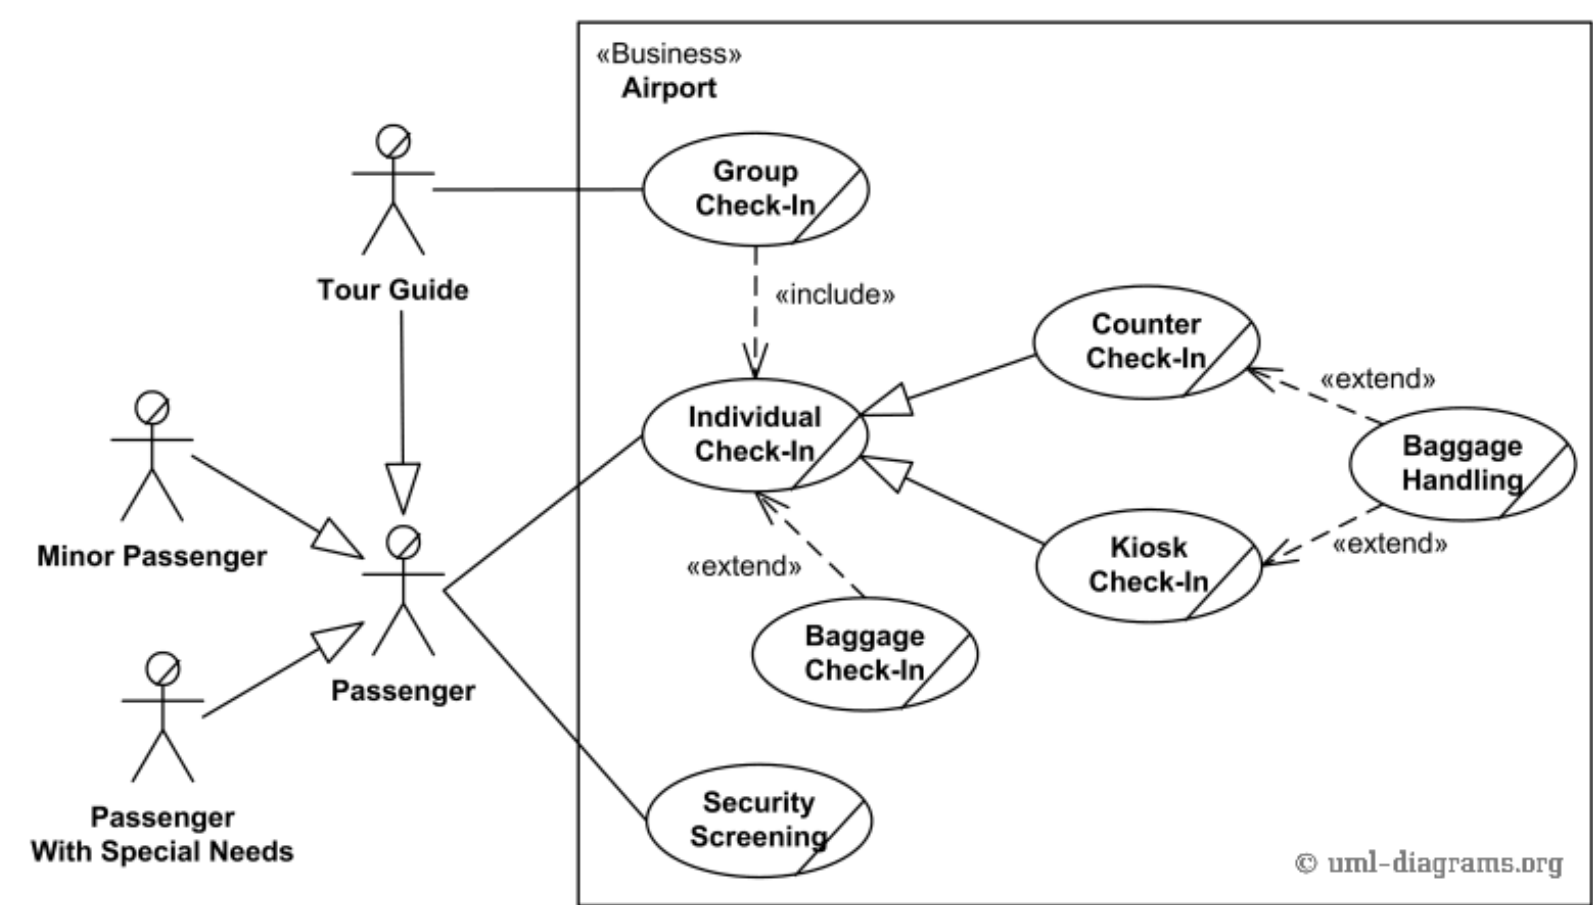 «Business»
Airport
Group
Check-In
Tour Guide
«include»
Counter
Check-In
«extend»
Individual
Check-In
Baggage
Handling
Minor Passenger
«extend»
Kiosk
Check-In
«extend»
Baggage
Check-In
Passenger
Passenger
With Special Needs
Security
Screening
© uml-diagrams.org